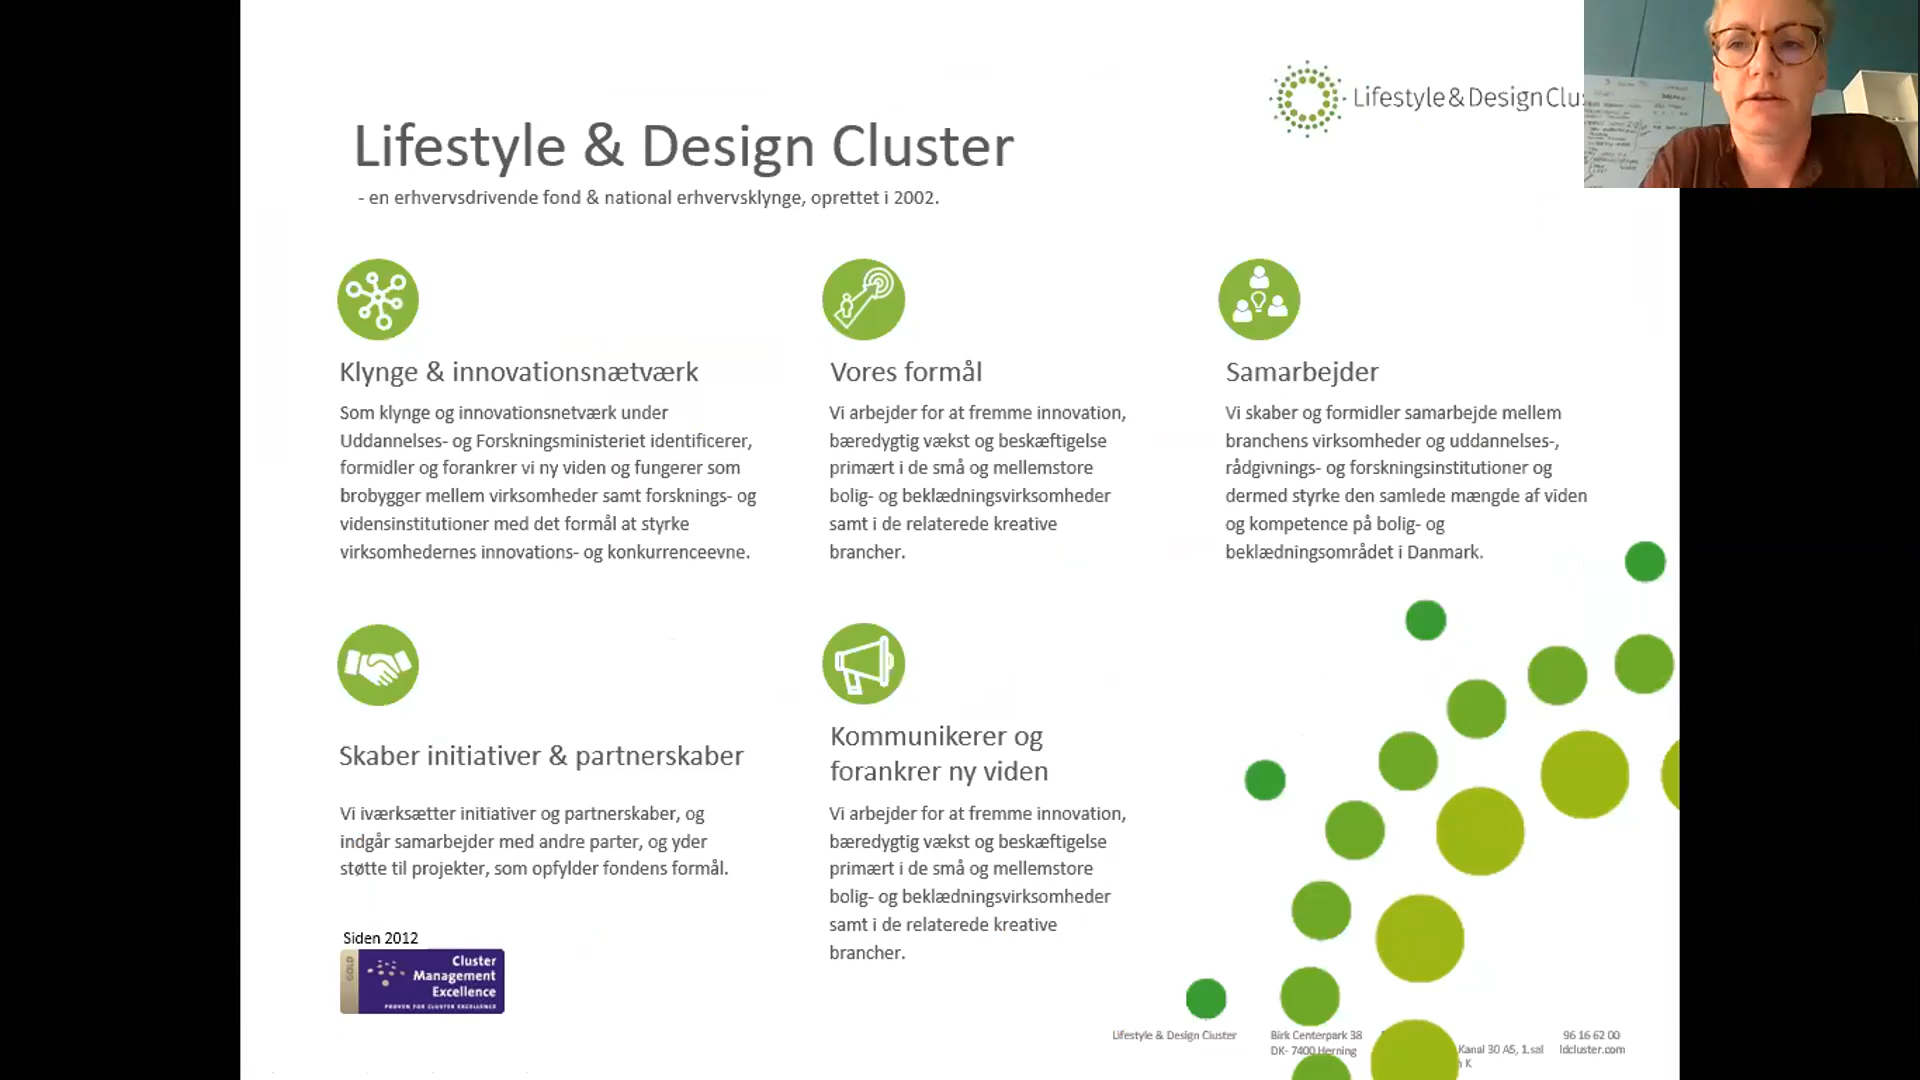 Lifestyle & Design Clu
Lifestyle & Design Cluster
- en erhvervsdrivende fond & national erhvervsklynge, oprettet i 2002.
Klynge & innovationsnætværk
Som klynge og innovationsnetværk under
Uddannelses- og Forskningsministeriet identificerer,
formidler og forankrer vi ny viden og fungerer som
brobygger mellem virksomheder samt forsknings- og
vidensinstitutioner med det formål at styrke
virksomhedernes innovations- og konkurrenceevne.
Vores formål
Vi arbejder for at fremme innovation,
bæredygtig vækst og beskæftigelse
primært i de små og mellemstore
bolig- og beklædningsvirksomheder
samt i de relaterede kreative
brancher.
Samarbejder
Vi skaber og formidler samarbejde mellem
branchens virksomheder og uddannelses-,
rådgivnings- og forskningsinstitutioner og
dermed styrke den samlede mængde af viden
og kompetence på bolig- og
beklædningsområdet i Danmark.
Skaber initiativer & partnerskaber
Vi iværksætter initiativer og partnerskaber, og
indgår samarbejder med andre parter, og yder
støtte til projekter, som opfylder fondens formål.
Kommunikerer og
forankrer ny viden
Vi arbejder for at fremme innovation,
bæredygtig vækst og beskæftigelse
primært i de små og mellemstore
bolig- og beklædningsvirksomheder
samt i de relaterede kreative
brancher.
Siden 2012
GOLD
Cluster
Management
Excellence
PROVEN FOR CLUSTER EXCELLENCE
Lifestyle & Design Cluster
Birk Centerpark 38
DK- 7400 Herning
Kanal 30 A5, 1.sal
K
96 16 62 00
ldcluster.com